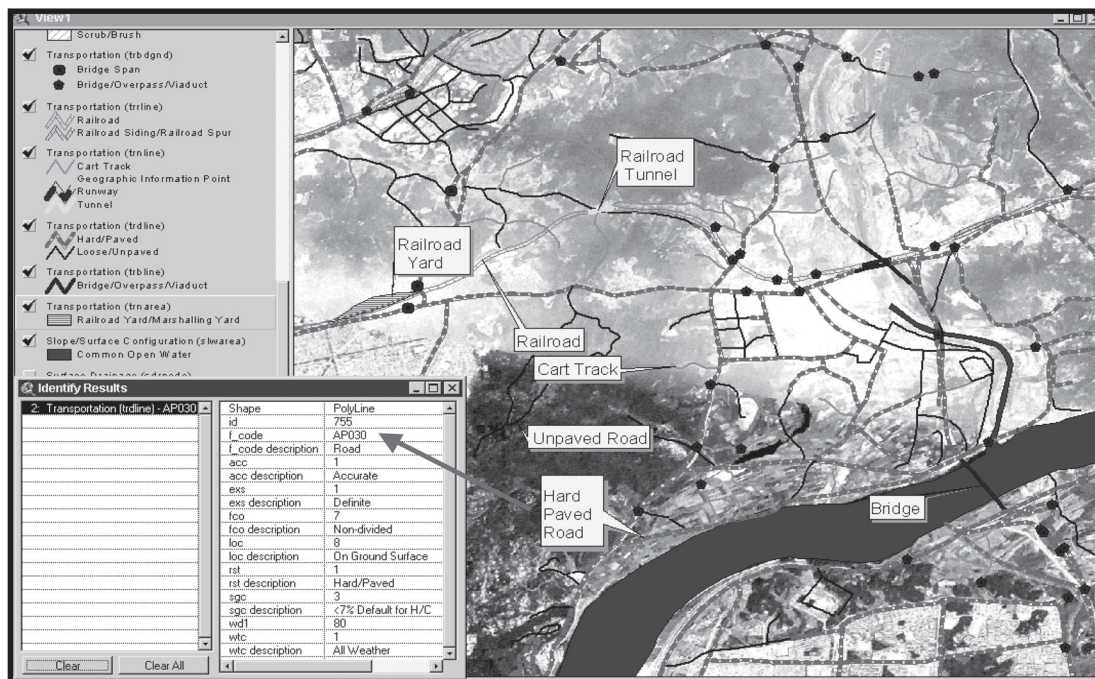 View1
Scrub/Brush
Transportation (trbdgnd)
Bridge Span
Bridge/Overpass/Viaduct
Transportation (trrline)
Railroad
Railroad Siding/Railroad Spur
Transportation (trnline)
Cart Track
Geographic Information Point
Runway
Tunnel
Transportation (trdline)
Hard/Paved
Loose/Unpaved
Transportation (trbline)
Bridge/Overpass/Viaduct
Transportation (trnarea)
Railroad Yard/Marshalling Yard
Slope/Surface Configuration (slwarea)
Common Open Water
Railroad
Tunnel
Railroad
Yard
Railroad
Cart Track
Unpaved Road
Hard
Paved
Road
Bridge
Identify Results
2: Transportation (trdline) - AP030
Shape PolyLine
id 755
f_code AP030
f_code description Road
acc 1
acc description Accurate
exs 1
exs description Definite
fco 7
fco description Non-divided
loc 8
loc description On Ground Surface
rst 1
rst description Hard/Paved
sgc 3
sgc description <7% Default for H/C
wd1 80
wtc 1
wtc description All Weather
Clear
Clear All